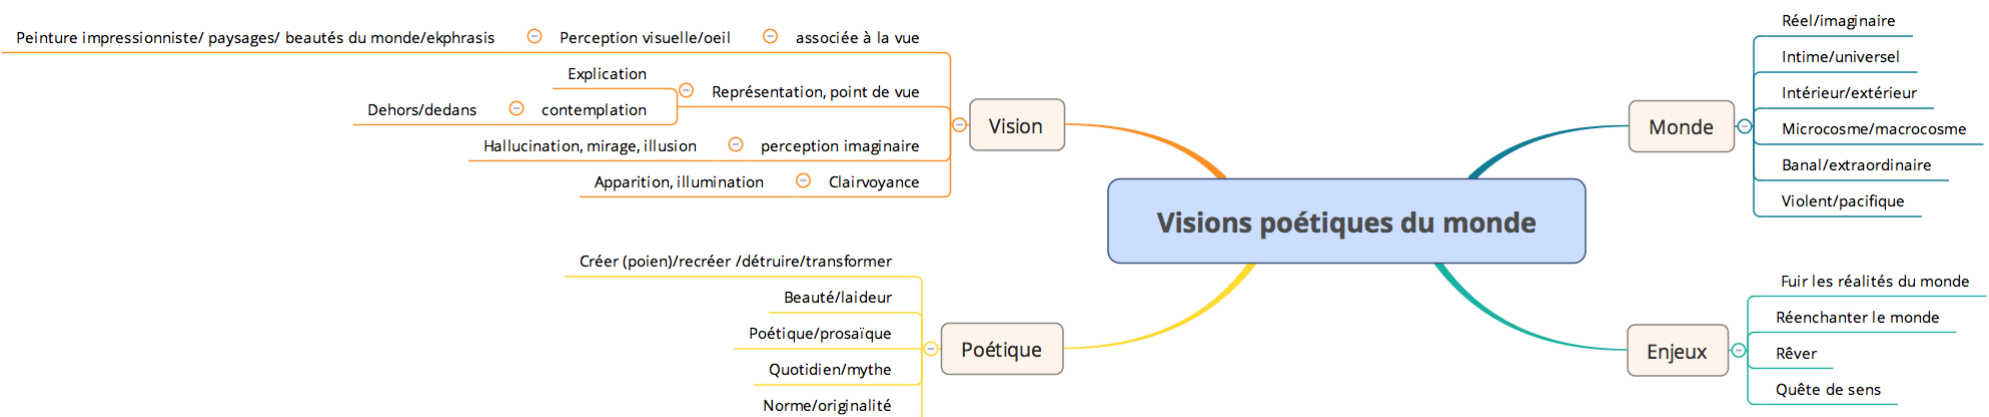 Visions poétiques du monde
Vision
associée à la vue
Perception visuelle/oeil
Peinture impressionniste/ paysages/ beautés du monde/ekphrasis
Représentation, point de vue
Explication
contemplation
Dehors/dedans
perception imaginaire
Hallucination, mirage, illusion
Clairvoyance
Apparition, illumination
Poétique
Créer (poien)/recréer /détruire/transformer
Beauté/laideur
Poétique/prosaïque
Quotidien/mythe
Norme/originalité
Monde
Réel/imaginaire
Intime/universel
Intérieur/extérieur
Microcosme/macrocosme
Banal/extraordinaire
Violent/pacifique
Enjeux
Fuir les réalités du monde
Réenchanter le monde
Rêver
Quête de sens